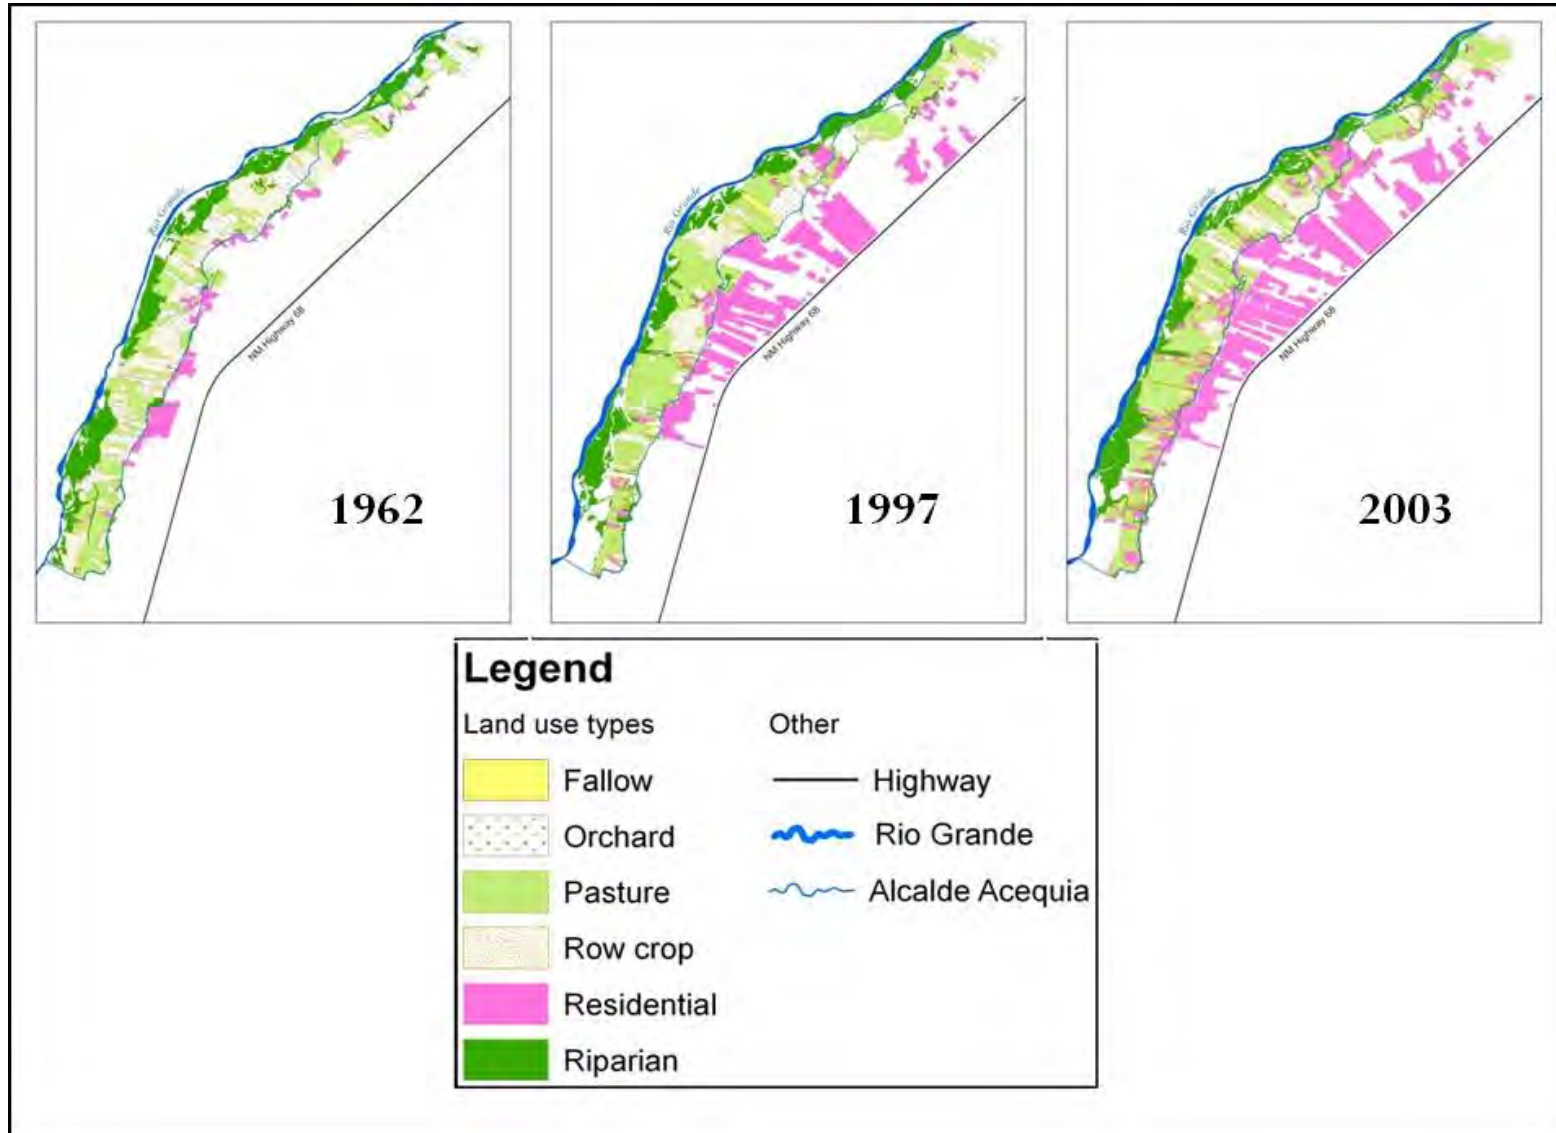 Rio Grande
NM Highway 68
1962
Rio Grande
NM Highway 68
1997
Rio Grande
NM Highway 68
2003
Legend
Land use types
Other
Fallow
Highway
Orchard
Rio Grande
Pasture
Alcalde Acequia
Row crop
Residential
Riparian